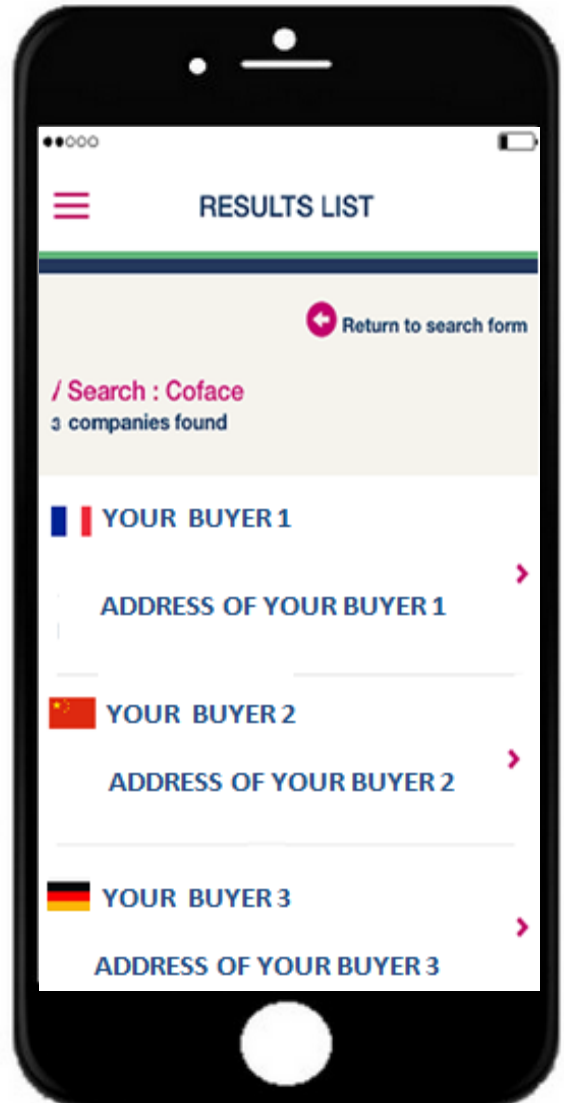 RESULTS LIST
Return to search form
/ Search : Coface
3 companies found
YOUR BUYER 1
ADDRESS OF YOUR BUYER 1
YOUR BUYER 2
ADDRESS OF YOUR BUYER 2
YOUR BUYER 3
ADDRESS OF YOUR BUYER 3